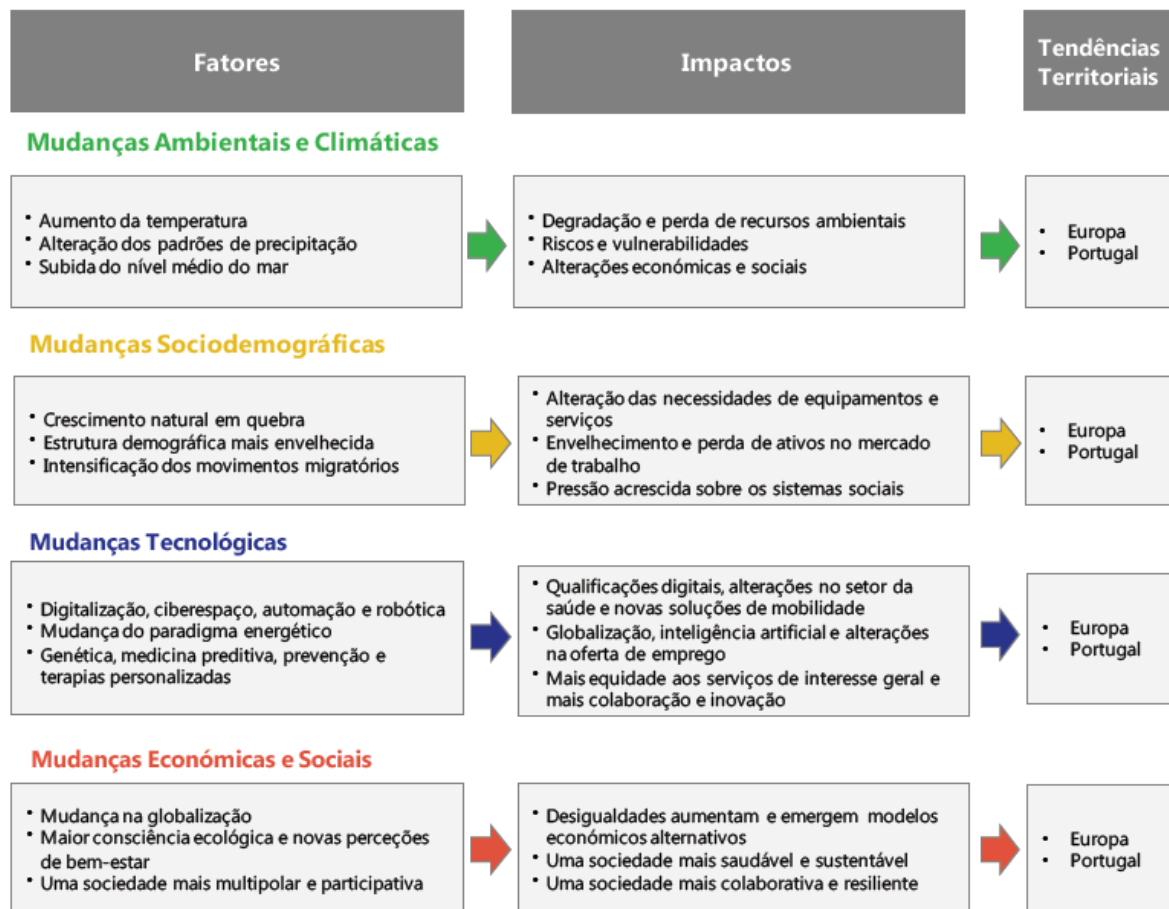 Fatores
Impactos
Tendências
Territoriais
Mudanças Ambientais e Climáticas
• Aumento da temperatura
• Alteração dos padrões de precipitação
• Subida do nível médio do mar
• Degradação e perda de recursos ambientais
• Riscos e vulnerabilidades
• Alterações económicas e sociais
• Europa
• Portugal
Mudanças Sociodemográficas
• Crescimento natural em quebra
• Estrutura demográfica mais envelhecida
• Intensificação dos movimentos migratórios
• Alteração das necessidades de equipamentos e
serviços
• Envelhecimento e perda de ativos no mercado
de trabalho
• Pressão acrescida sobre os sistemas sociais
• Europa
• Portugal
Mudanças Tecnológicas
• Digitalização, ciberespaço, automação e robótica
• Mudança do paradigma energético
• Genética, medicina preditiva, prevenção e
terapias personalizadas
• Qualificações digitais, alterações no setor da
saúde e novas soluções de mobilidade
• Globalização, inteligência artificial e alterações
na oferta de emprego
• Mais equidade aos serviços de interesse geral e
mais colaboração e inovação
• Europa
• Portugal
Mudanças Económicas e Sociais
• Mudança na globalização
• Maior consciência ecológica e novas perceções
de bem-estar
• Uma sociedade mais multipolar e participativa
• Desigualdades aumentam e emergem modelos
económicos alternativos
• Uma sociedade mais saudável e sustentável
• Uma sociedade mais colaborativa e resiliente
• Europa
• Portugal